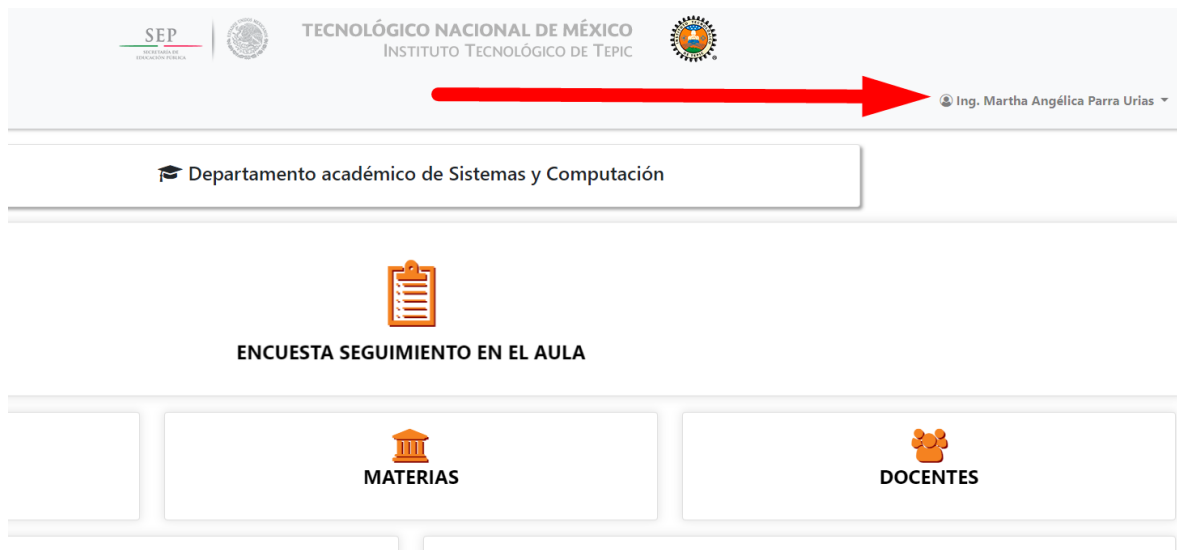 SEP
SECRETARÍA DE
EDUCACIÓN PÚBLICA
TECNOLÓGICO NACIONAL DE MÉXICO
INSTITUTO TECNOLÓGICO DE TEPIC
Ing. Martha Angélica Parra Urias
Departamento académico de Sistemas y Computación
ENCUESTA SEGUIMIENTO EN EL AULA
MATERIAS
DOCENTES